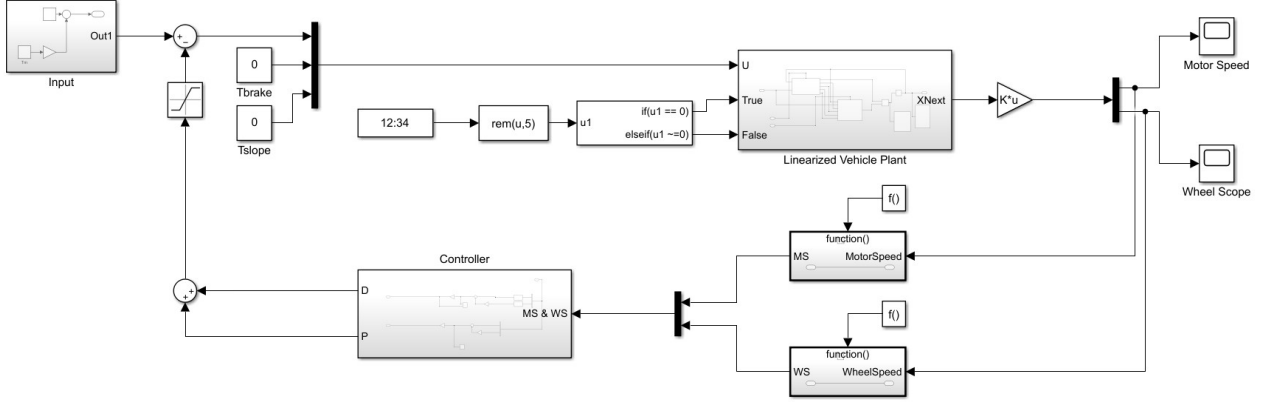 Out1
Input
+
−
0
Tbrake
0
Tslope
12:34
rem(u,5)
u1
if(u1 == 0)
elseif(u1 ~=0)
U
True
False
XNext
Linearized Vehicle Plant
K*u
Motor Speed
Wheel Scope
f()
function()
MS
MotorSpeed
f()
function()
WS
WheelSpeed
Controller
D
P
MS & WS
+
+